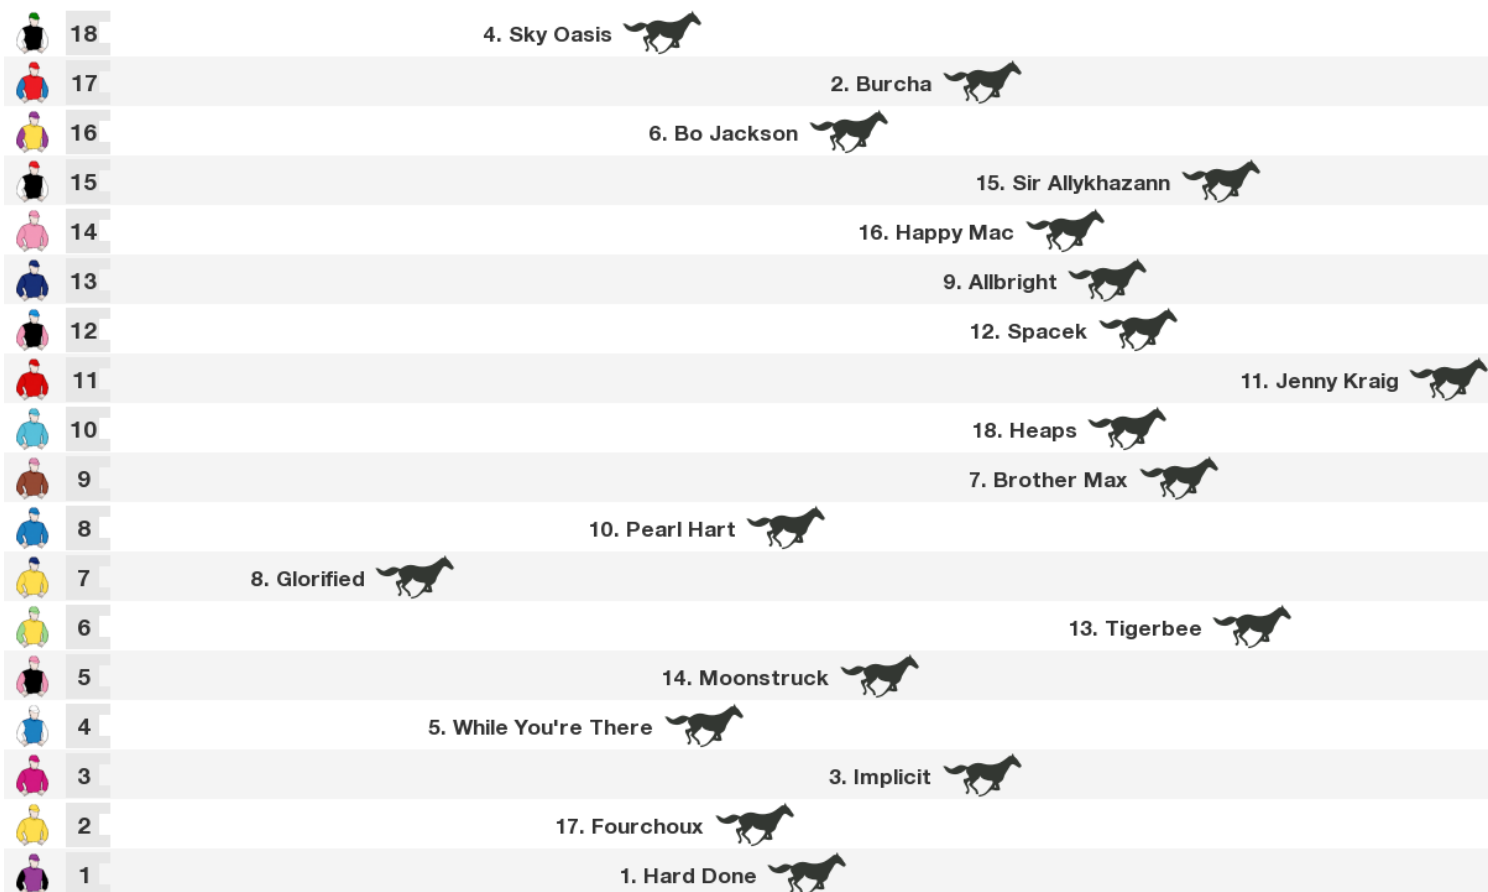 18 4. Sky Oasis
17 2. Burcha
16 6. Bo Jackson
15 15. Sir Allykhazann
14 16. Happy Mac
13 9. Allbright
12 12. Spacek
11 11. Jenny Kraig
10 18. Heaps
9 7. Brother Max
8 10. Pearl Hart
7 8. Glorified
6 13. Tigerbee
5 14. Moonstruck
4 5. While You're There
3 3. Implicit
2 17. Fourchoux
1 1. Hard Done